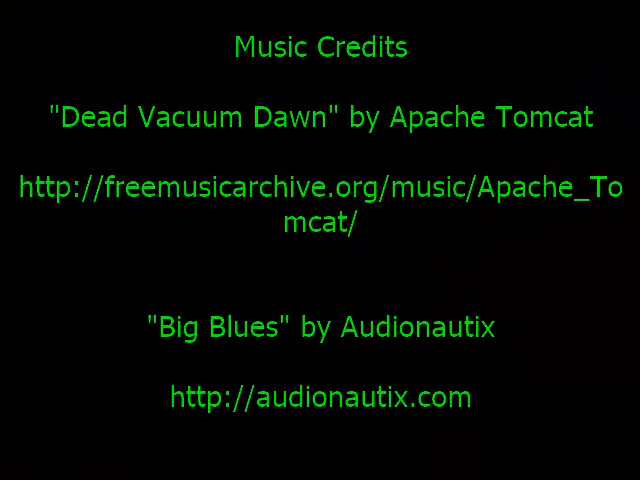 Music Credits
"Dead Vacuum Dawn" by Apache Tomcat
http://freemusicarchive.org/music/Apache_To
mcat/
"Big Blues" by Audionautix
http://audionautix.com